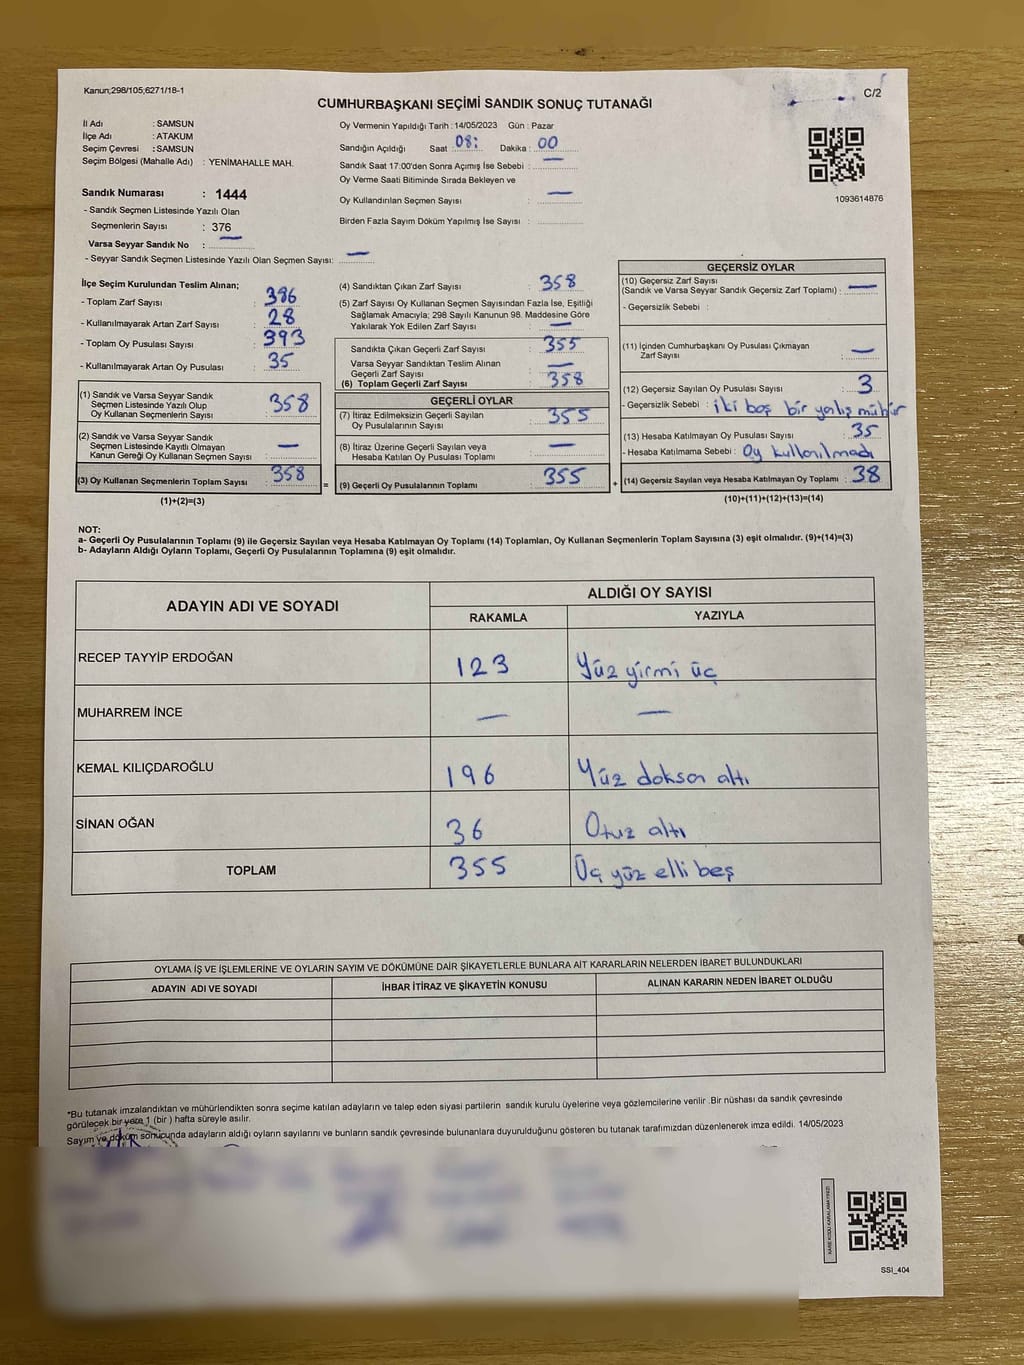 Kanun;298/105;6271/18-1
C/2
CUMHURBAŞKANI SEÇİMİ SANDIK SONUÇ TUTANAĞI
İl Adı : SAMSUN
İlçe Adı : ATAKUM
Seçim Çevresi : SAMSUN
Seçim Bölgesi (Mahalle Adı) : YENİMAHALLE MAH.
Sandık Numarası : 1444
- Sandık Seçmen Listesinde Yazılı Olan
Seçmenlerin Sayısı : 376
Varsa Seyyar Sandık No : —
- Seyyar Sandık Seçmen Listesinde Yazılı Olan Seçmen Sayısı: —
Oy Vermenin Yapıldığı Tarih : 14/05/2023 Gün : Pazar
Sandığın Açıldığı Saat 08: Dakika : 00
Sandık Saat 17:00'den Sonra Açımış İse Sebebi : —
Oy Verme Saati Bitiminde Sırada Bekleyen ve
Oy Kullandırılan Seçmen Sayısı : —
Birden Fazla Sayım Döküm Yapılmış İse Sayısı :
1093614876
İlçe Seçim Kurulundan Teslim Alınan;
- Toplam Zarf Sayısı : 386
- Kullanılmayarak Artan Zarf Sayısı : 28
- Toplam Oy Pusulası Sayısı : 393
- Kullanılmayarak Artan Oy Pusulası : 35
(1) Sandık ve Varsa Seyyar Sandık
Seçmen Listesinde Yazılı Olup
Oy Kullanan Seçmenlerin Sayısı : 358
(2) Sandık ve Varsa Seyyar Sandık
Seçmen Listesinde Kayıtlı Olmayan
Kanun Gereği Oy Kullanan Seçmen Sayısı : —
(3) Oy Kullanan Seçmenlerin Toplam Sayısı : 358
(1)+(2)=(3)
(4) Sandıktan Çıkan Zarf Sayısı : 358
(5) Zarf Sayısı Oy Kullanan Seçmen Sayısından Fazla İse, Eşitliği
Sağlamak Amacıyla; 298 Sayılı Kanunun 98. Maddesine Göre
Yakılarak Yok Edilen Zarf Sayısı : —
Sandıkta Çıkan Geçerli Zarf Sayısı : 355
Varsa Seyyar Sandıktan Teslim Alınan
Geçerli Zarf Sayısı : —
(6) Toplam Geçerli Zarf Sayısı : 358
GEÇERLİ OYLAR
(7) İtiraz Edilmeksizin Geçerli Sayılan
Oy Pusulalarının Sayısı : 355
(8) İtiraz Üzerine Geçerli Sayılan veya
Hesaba Katılan Oy Pusulası Toplamı : —
= (9) Geçerli Oy Pusulalarının Toplamı : 355
GEÇERSİZ OYLAR
(10) Geçersiz Zarf Sayısı
(Sandık ve Varsa Seyyar Sandık Geçersiz Zarf Toplamı) : —
- Geçersizlik Sebebi :
(11) İçinden Cumhurbaşkanı Oy Pusulası Çıkmayan
Zarf Sayısı : —
(12) Geçersiz Sayılan Oy Pusulası Sayısı : 3
- Geçersizlik Sebebi : iki boş bir yanlış mühür
(13) Hesaba Katılmayan Oy Pusulası Sayısı : 35
- Hesaba Katılmama Sebebi : Oy kullanılmadı
+ (14) Geçersiz Sayılan veya Hesaba Katılmayan Oy Toplamı : 38
(10)+(11)+(12)+(13)=(14)
NOT:
a- Geçerli Oy Pusulalarının Toplamı (9) ile Geçersiz Sayılan veya Hesaba Katılmayan Oy Toplamı (14) Toplamları, Oy Kullanan Seçmenlerin Toplam Sayısına (3) eşit olmalıdır. (9)+(14)=(3)
b- Adayların Aldığı Oyların Toplamı, Geçerli Oy Pusulalarının Toplamına (9) eşit olmalıdır.
ADAYIN ADI VE SOYADI ALDIĞI OY SAYISI
RAKAMLA YAZIYLA
RECEP TAYYİP ERDOĞAN 123 Yüz yirmi üç
MUHARREM İNCE — —
KEMAL KILIÇDAROĞLU 196 Yüz doksan altı
SİNAN OĞAN 36 Otuz altı
TOPLAM 355 Üç yüz elli beş
OYLAMA İŞ VE İŞLEMLERİNE VE OYLARIN SAYIM VE DÖKÜMÜNE DAİR ŞİKAYETLERLE BUNLARA AİT KARARLARIN NELERDEN İBARET BULUNDUKLARI
ADAYIN ADI VE SOYADI İHBAR İTİRAZ VE ŞİKAYETİN KONUSU ALINAN KARARIN NEDEN İBARET OLDUĞU
*Bu tutanak imzalandıktan ve mühürlendikten sonra seçime katılan adayların ve talep eden siyasi partilerin sandık kurulu üyelerine veya gözlemcilerine verilir .Bir nüshası da sandık çevresinde
görülecek bir yere 1 (bir ) hafta süreyle asılır.
Sayım ve döküm sonucunda adayların aldığı oyların sayılarını ve bunların sandık çevresinde bulunanlara duyurulduğunu gösteren bu tutanak tarafımızdan düzenlenerek imza edildi. 14/05/2023
KARE KODU KARALAMAYINIZ
SSI_404